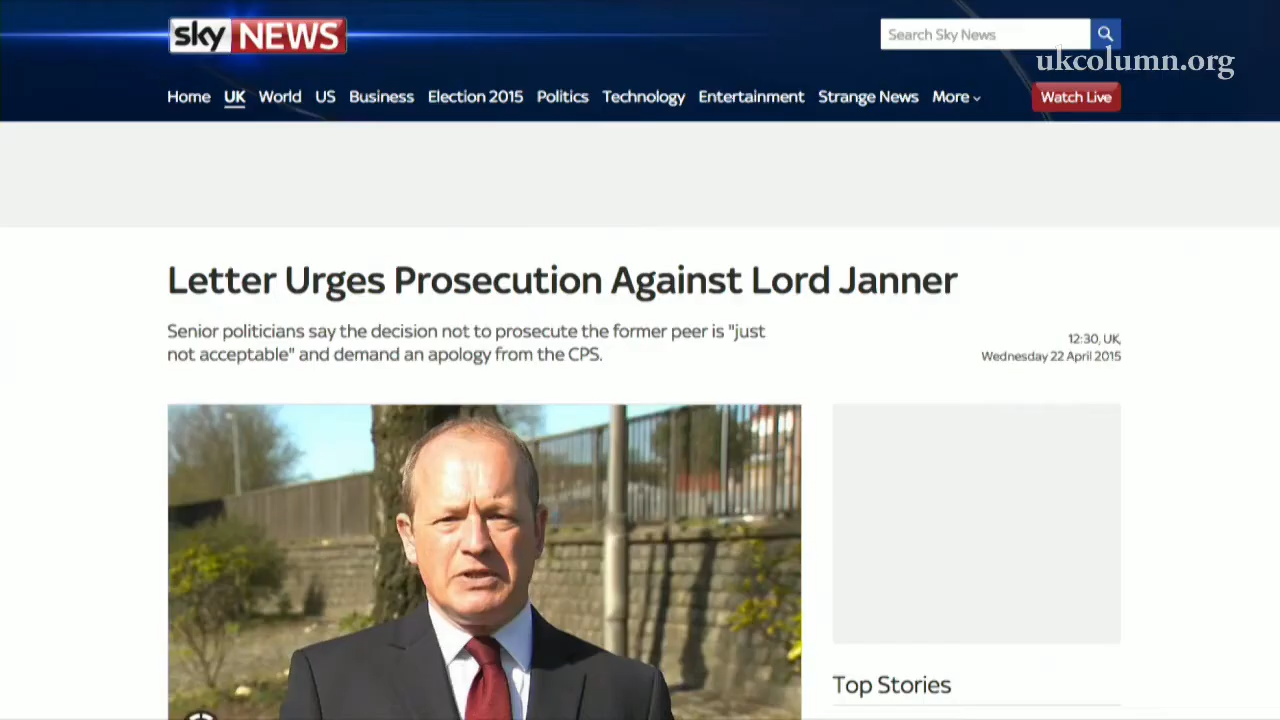 sky NEWS
Search Sky News
ukcolumn.org
Home UK World US Business Election 2015 Politics Technology Entertainment Strange News More Watch Live
Letter Urges Prosecution Against Lord Janner
Senior politicians say the decision not to prosecute the former peer is "just
not acceptable" and demand an apology from the CPS.
12:30, UK,
Wednesday 22 April 2015
Top Stories